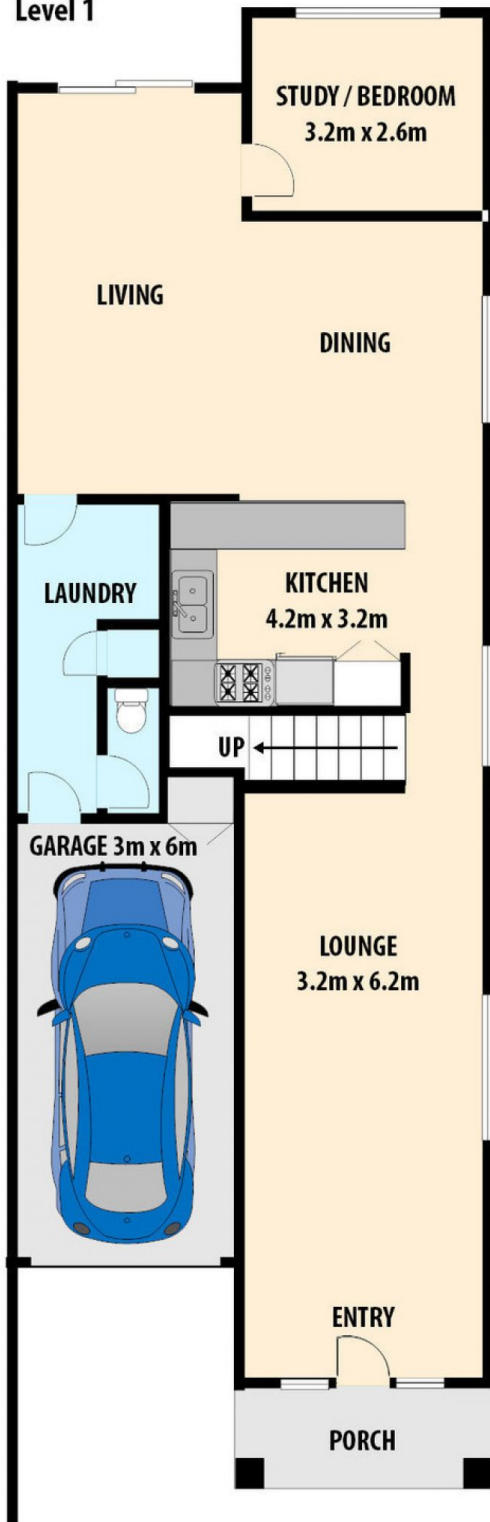 Level 1
STUDY / BEDROOM
3.2m x 2.6m
LIVING
DINING
LAUNDRY
KITCHEN
4.2m x 3.2m
UP
GARAGE 3m x 6m
LOUNGE
3.2m x 6.2m
ENTRY
PORCH